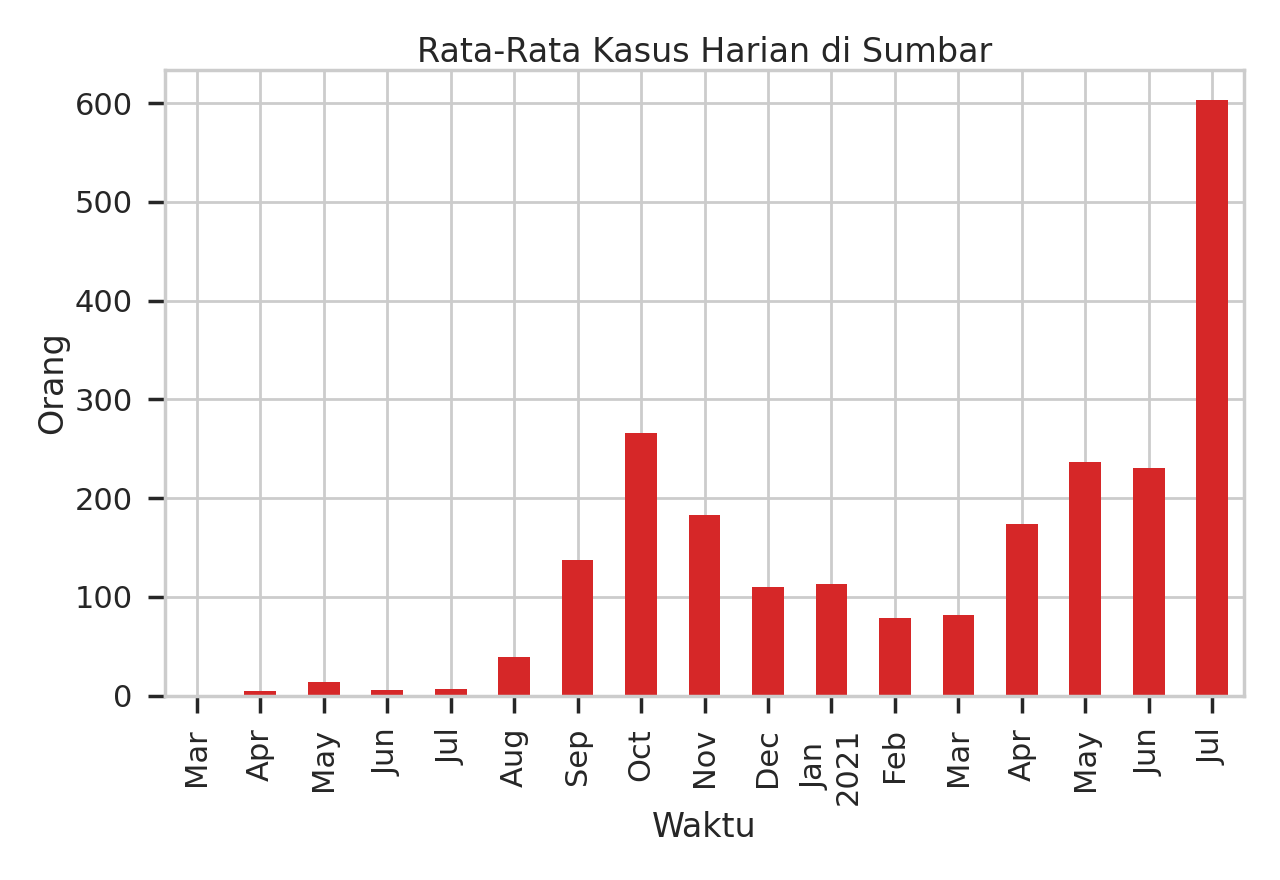 Rata-Rata Kasus Harian di Sumbar
600
500
400
300
200
100
0
Orang
Mar
Apr
May
Jun
Jul
Aug
Sep
Oct
Nov
Dec
Jan
2021
Feb
Mar
Apr
May
Jun
Jul
Waktu